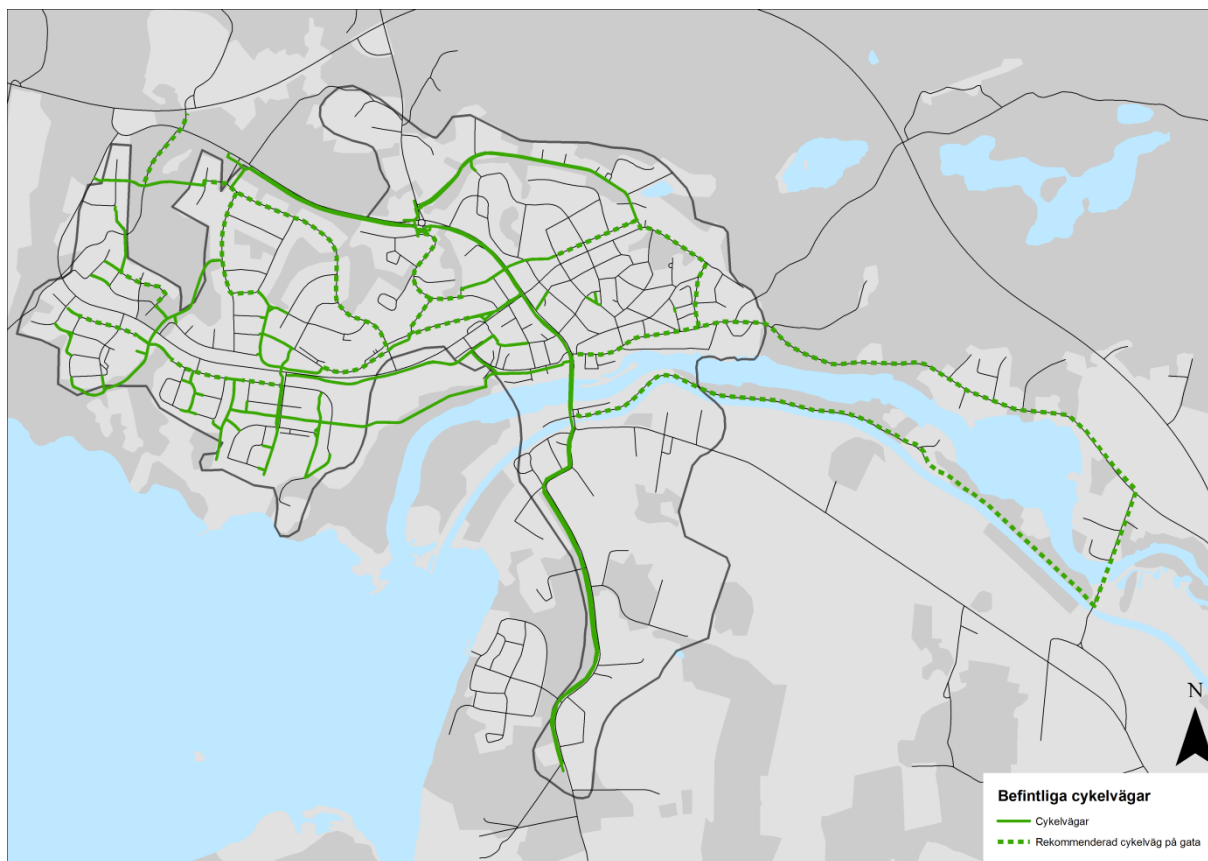 N
Befintliga cykelvägar
Cykelvägar
Rekommenderad cykelväg på gata